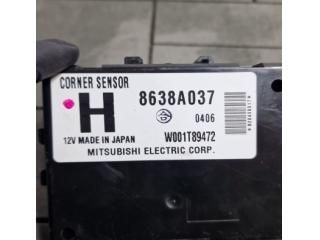 CORNER SENSOR
H 8638A037
0406
12V MADE IN JAPAN W001T89472
MITSUBISHI ELECTRIC CORP.